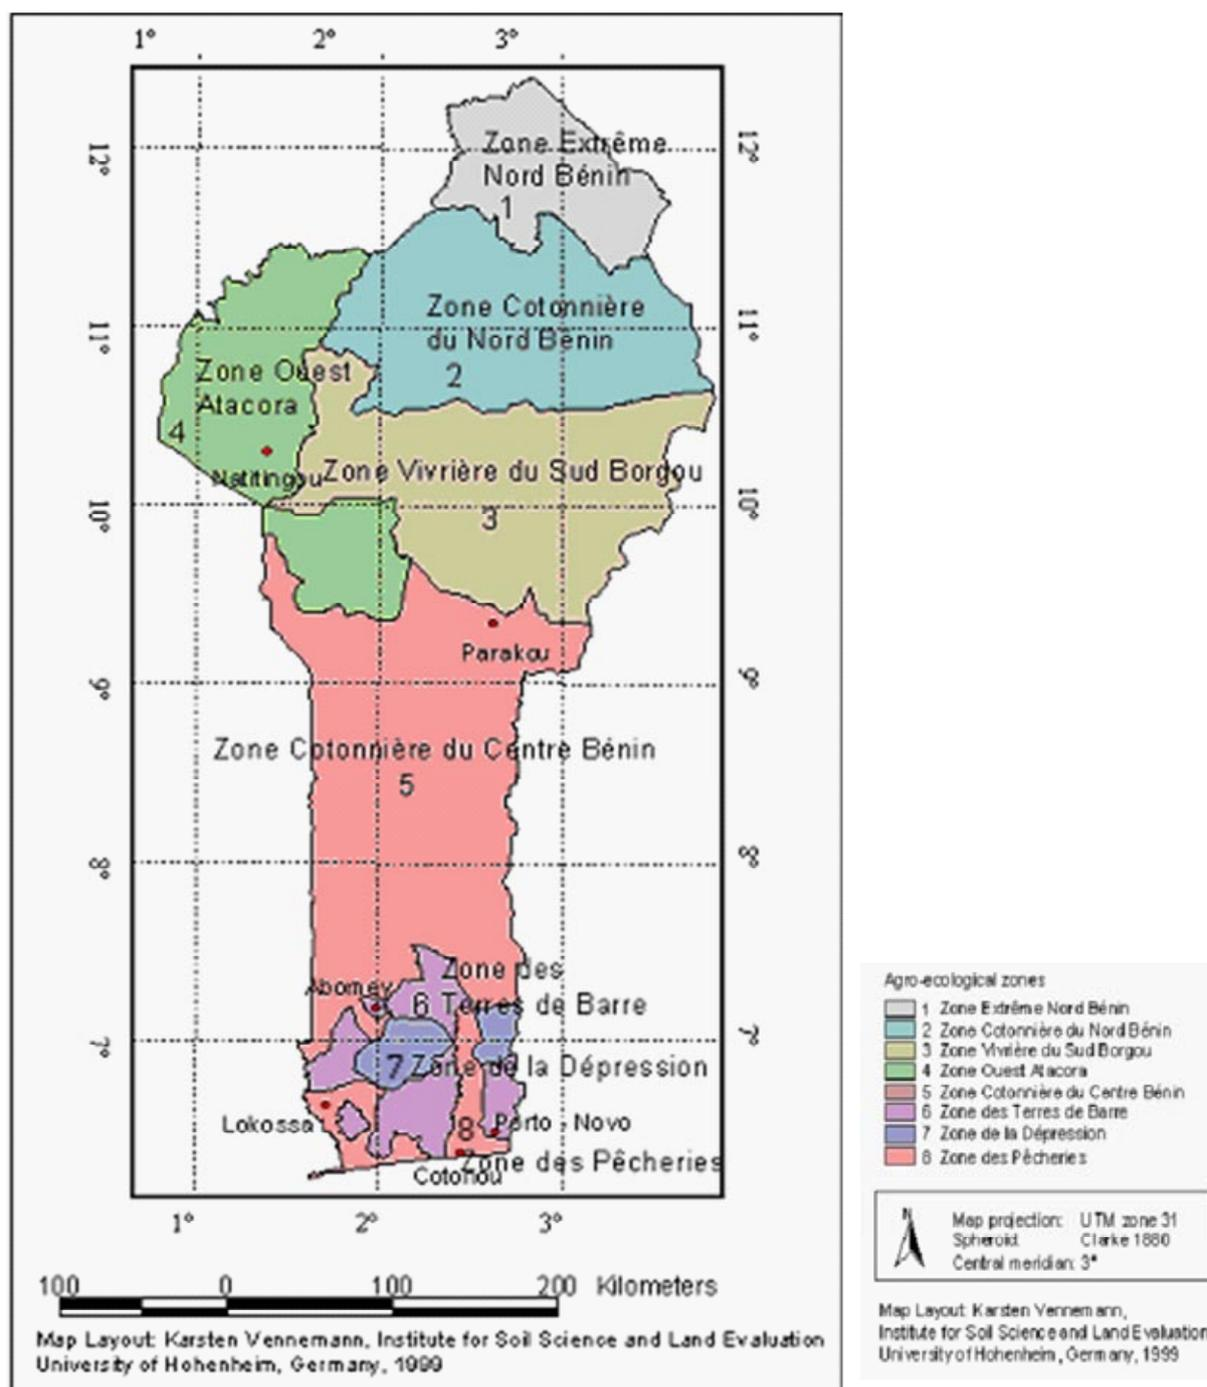 1° 2° 3°
12° 12°
Zone Extrême
Nord Bénin
1
Zone Cotonnière
du Nord Bénin
2
11° 11°
Zone Ouest
Atacora
4
Natitingou
Zone Vivrière du Sud Borgou
3
10° 10°
Parakou
9° 9°
Zone Cotonnière du Centre Bénin
5
8° 8°
Abomey
Zone des
6 Terres de Barre
7° 7°
7 Zone de la Dépression
Lokossa
8 Porto - Novo
Zone des Pêcheries
Cotonou
1° 2° 3°
100 0 100 200 Kilometers
Map Layout: Karsten Vennemann, Institute for Soil Science and Land Evaluation
University of Hohenheim, Germany, 1999
Agro-ecological zones
1 Zone Extrême Nord Bénin
2 Zone Cotonnière du Nord Bénin
3 Zone Vivrière du Sud Borgou
4 Zone Ouest Atacora
5 Zone Cotonnière du Centre Bénin
6 Zone des Terres de Barre
7 Zone de la Dépression
8 Zone des Pêcheries
N
Map projection: UTM zone 31
Spheroid: Clarke 1880
Central meridian: 3°
Map Layout: Karsten Vennemann,
Institute for Soil Science and Land Evaluation
University of Hohenheim, Germany, 1999